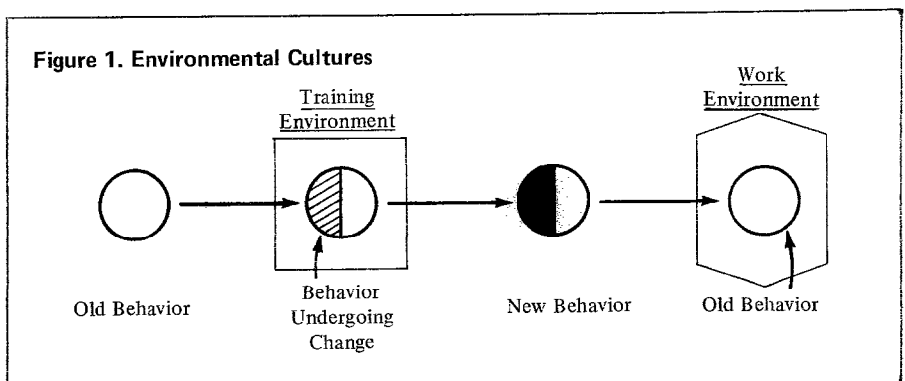 Figure 1. Environmental Cultures
Training
Environment
Work
Environment
Old Behavior
Behavior
Undergoing
Change
New Behavior
Old Behavior